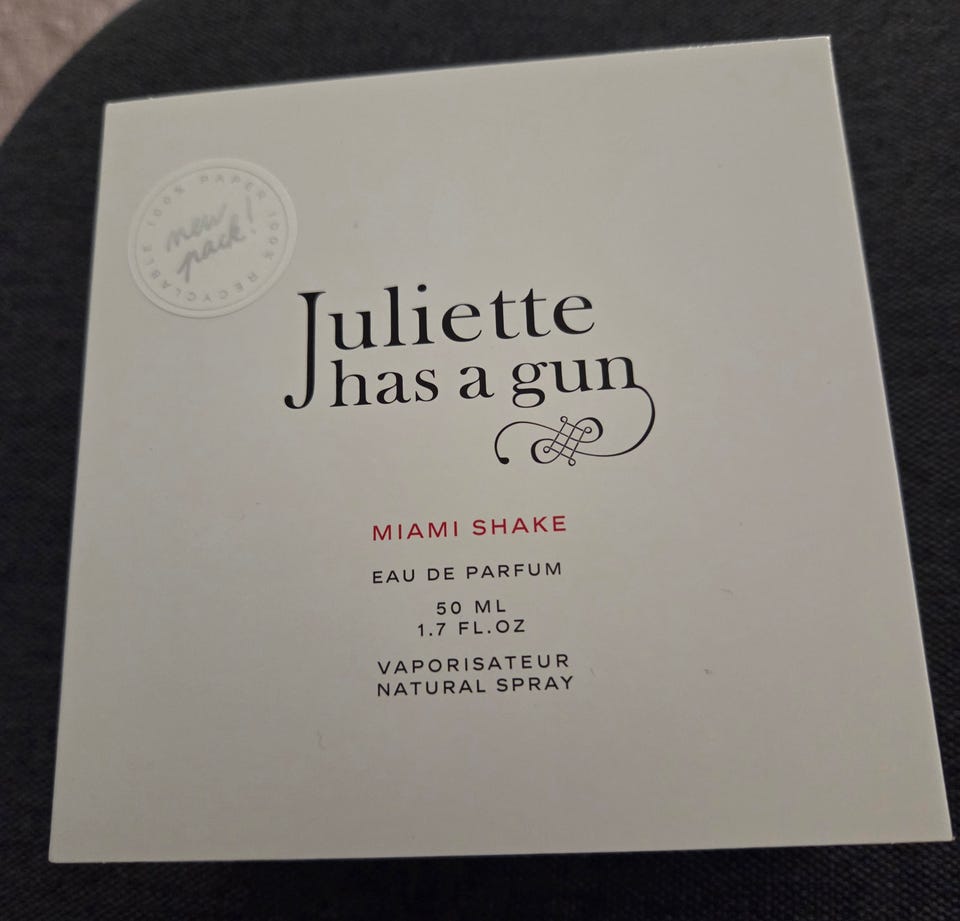 100% PAPER 100% RECYCLABLE
new
pack!
Juliette
has a gun
MIAMI SHAKE
EAU DE PARFUM
50 ML
1.7 FL.OZ
VAPORISATEUR
NATURAL SPRAY